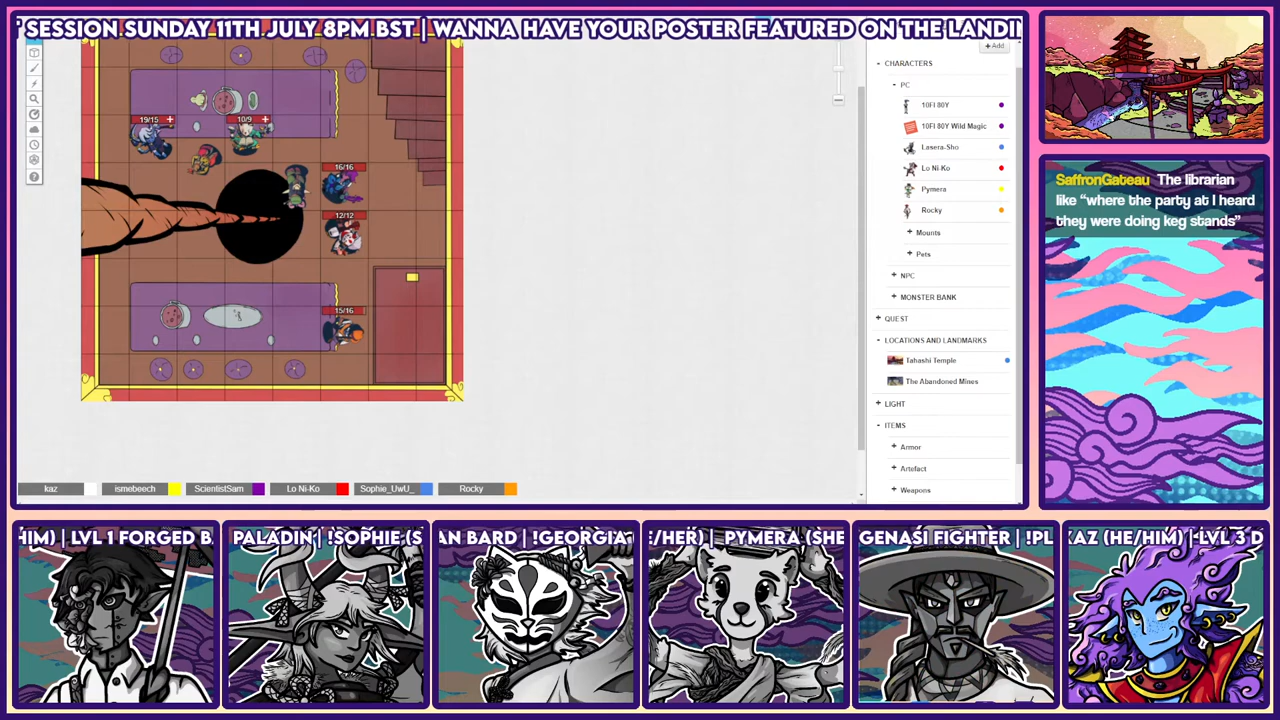 SESSION SUNDAY 11TH JULY 8PM BST | WANNA HAVE YOUR POSTER FEATURED ON THE LANDI
Add
CHARACTERS
PC
10FI 80Y
10FI 80Y Wild Magic
Lasera-Sho
Lo Ni-Ko
Pymera
Rocky
Mounts
Pets
NPC
MONSTER BANK
QUEST
LOCATIONS AND LANDMARKS
Tahashi Temple
The Abandoned Mines
LIGHT
ITEMS
Armor
Artefact
Weapons
19/15
10/9
16/16
12/12
15/16
kaz
ismebeech
ScientistSam
Lo Ni-Ko
Sophie_UwU_
Rocky
SaffronGateau The librarian
like “where the party at I heard
they were doing keg stands”
HIM) | LVL 1 FORGED B
PALADIN | !SOPHIE (S
AN BARD | !GEORGIA
E/HER) | PYMERA (SHE
GENASI FIGHTER | !PL
KAZ (HE/HIM) | LVL 3 D